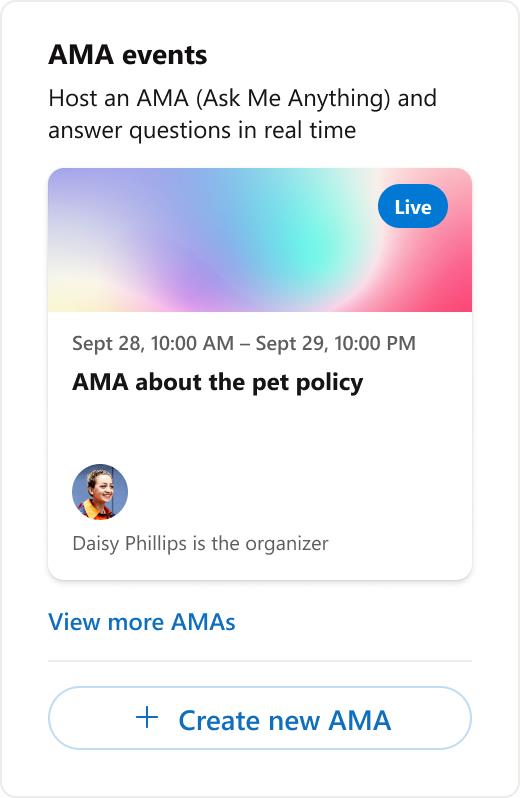 AMA events
Host an AMA (Ask Me Anything) and
answer questions in real time
Live
Sept 28, 10:00 AM – Sept 29, 10:00 PM
AMA about the pet policy
Daisy Phillips is the organizer
View more AMAs
Create new AMA